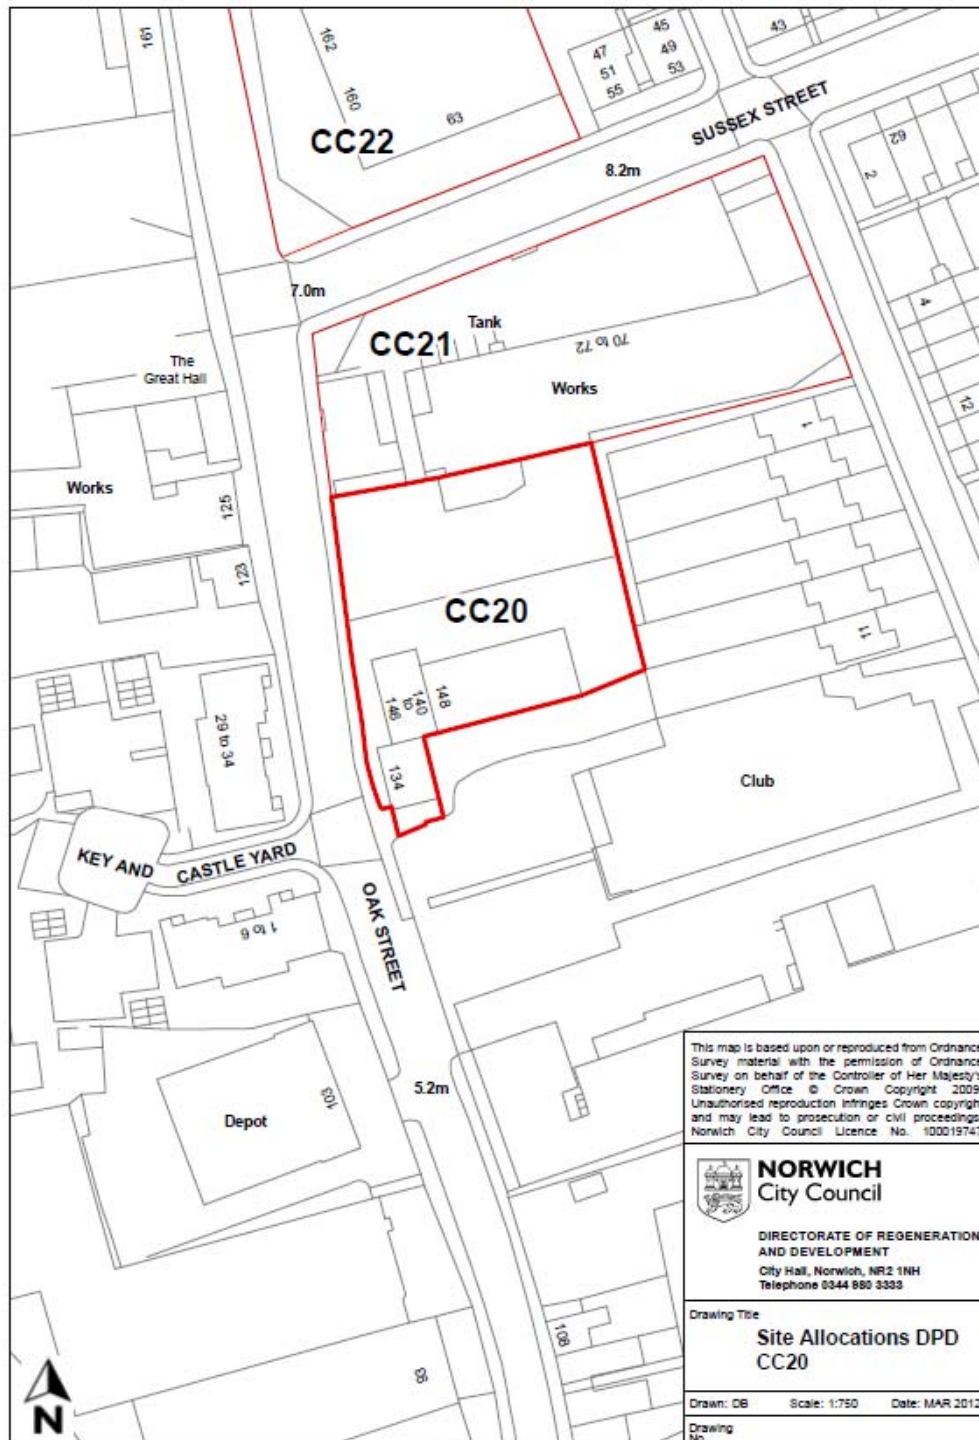 161
162
160
63
CC22
45
47
49
51
53
55
43
SUSSEX STREET
8.2m
62
2
7.0m
4
Tank
CC21
70 to 72
The
Great Hall
Works
12
1
Works
125
123
CC20
11
148
140
to
146
29 to 34
134
Club
KEY AND
CASTLE YARD
OAK STREET
1 to 6
5.2m
103
Depot
108
93
N
This map is based upon or reproduced from Ordnance
Survey material with the permission of Ordnance
Survey on behalf of the Controller of Her Majesty's
Stationery Office © Crown Copyright 2009
Unauthorised reproduction infringes Crown copyrigh
and may lead to prosecution or civil proceedings
Norwich City Council Licence No. 100019747
NORWICH
City Council
DIRECTORATE OF REGENERATION
AND DEVELOPMENT
City Hall, Norwich, NR2 1NH
Telephone 0344 980 3333
Drawing Title
Site Allocations DPD
CC20
Drawn: DB Scale: 1:750 Date: MAR 2012
Drawing
No